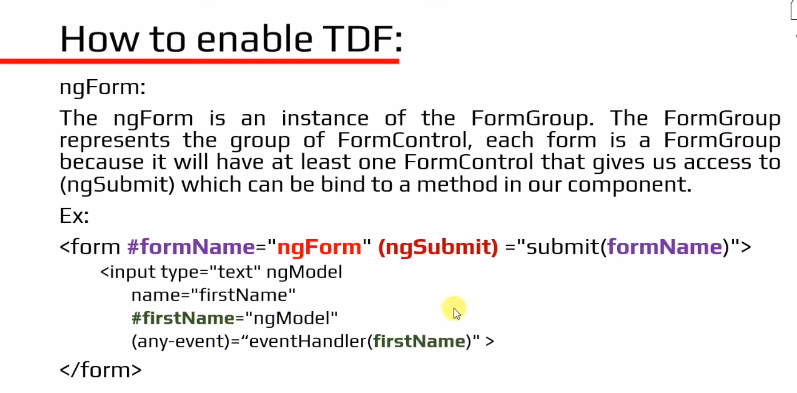 How to enable TDF:
ngForm:
The ngForm is an instance of the FormGroup. The FormGroup
represents the group of FormControl, each form is a FormGroup
because it will have at least one FormControl that gives us access to
(ngSubmit) which can be bind to a method in our component.
Ex:
<form #formName="ngForm" (ngSubmit) ="submit(formName)">
<input type="text" ngModel
name="firstName"
#firstName="ngModel"
(any-event)=“eventHandler(firstName)" >
</form>